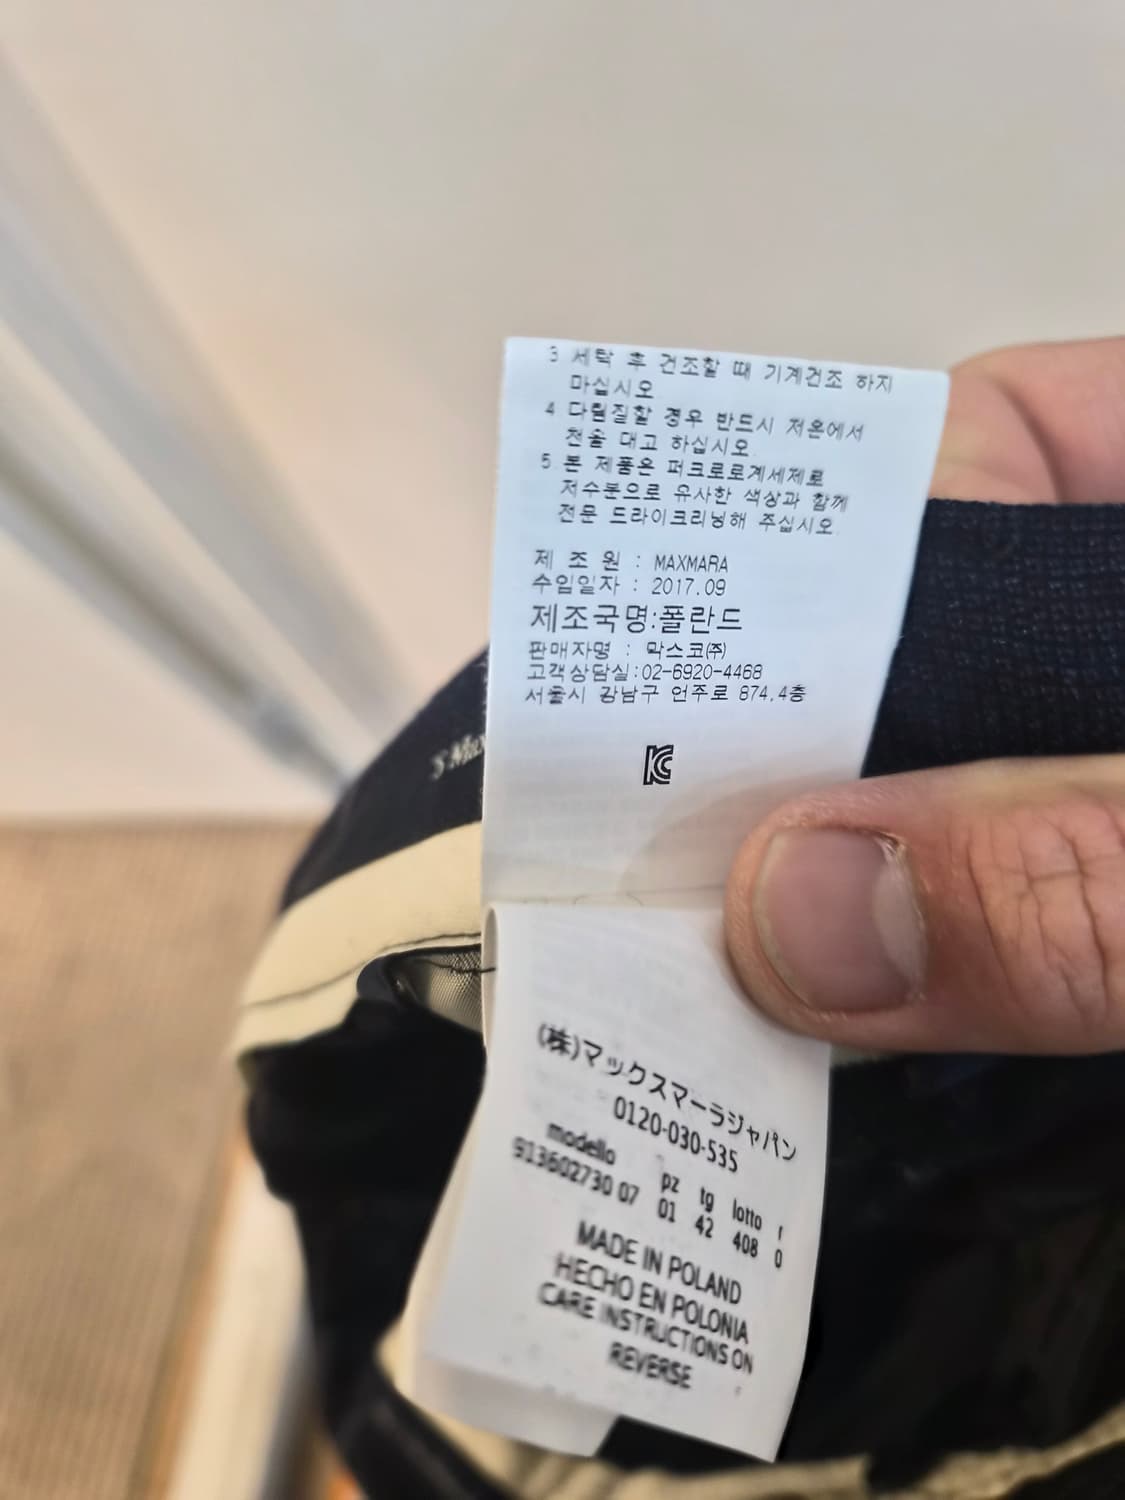 3 세탁 후 건조할 때 기계건조 하지
마십시오
4 다림질할 경우 반드시 저온에서
천을 대고 하십시오.
5. 본 제품은 퍼크로로계세제로
저수분으로 유사한 색상과 함께
전문 드라이크리닝해 주십시오.
제 조 원 : MAXMARA
수입일자 : 2017.09
제조국명:폴란드
판매자명 : 막스코(주)
고객상담실:02-6920-4468
서울시 강남구 언주로 874,4층
KC
S Max
(株)マックスマーラジャパン
0120-030-535
modello pz tg lotto r
913602730 07 01 42 408 0
MADE IN POLAND
HECHO EN POLONIA
CARE INSTRUCTIONS ON
REVERSE